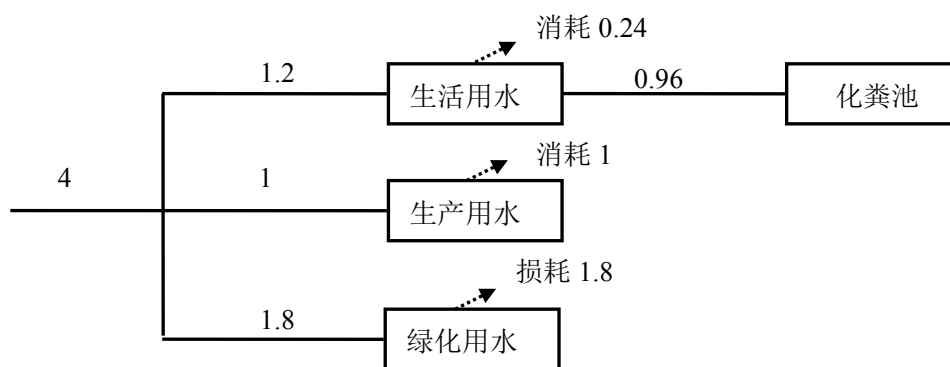 消耗 0.24
1.2
生活用水
0.96
化粪池
消耗 1
4
1
生产用水
损耗 1.8
1.8
绿化用水